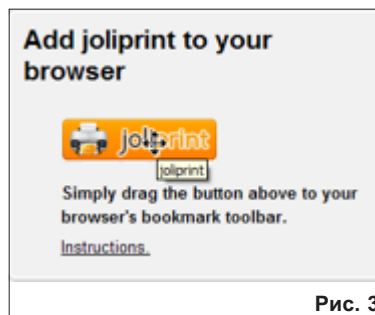 Add joliprint to your
browser
joliprint
joliprint
Simply drag the button above to your
browser's bookmark toolbar.
Instructions.
Рис. 3